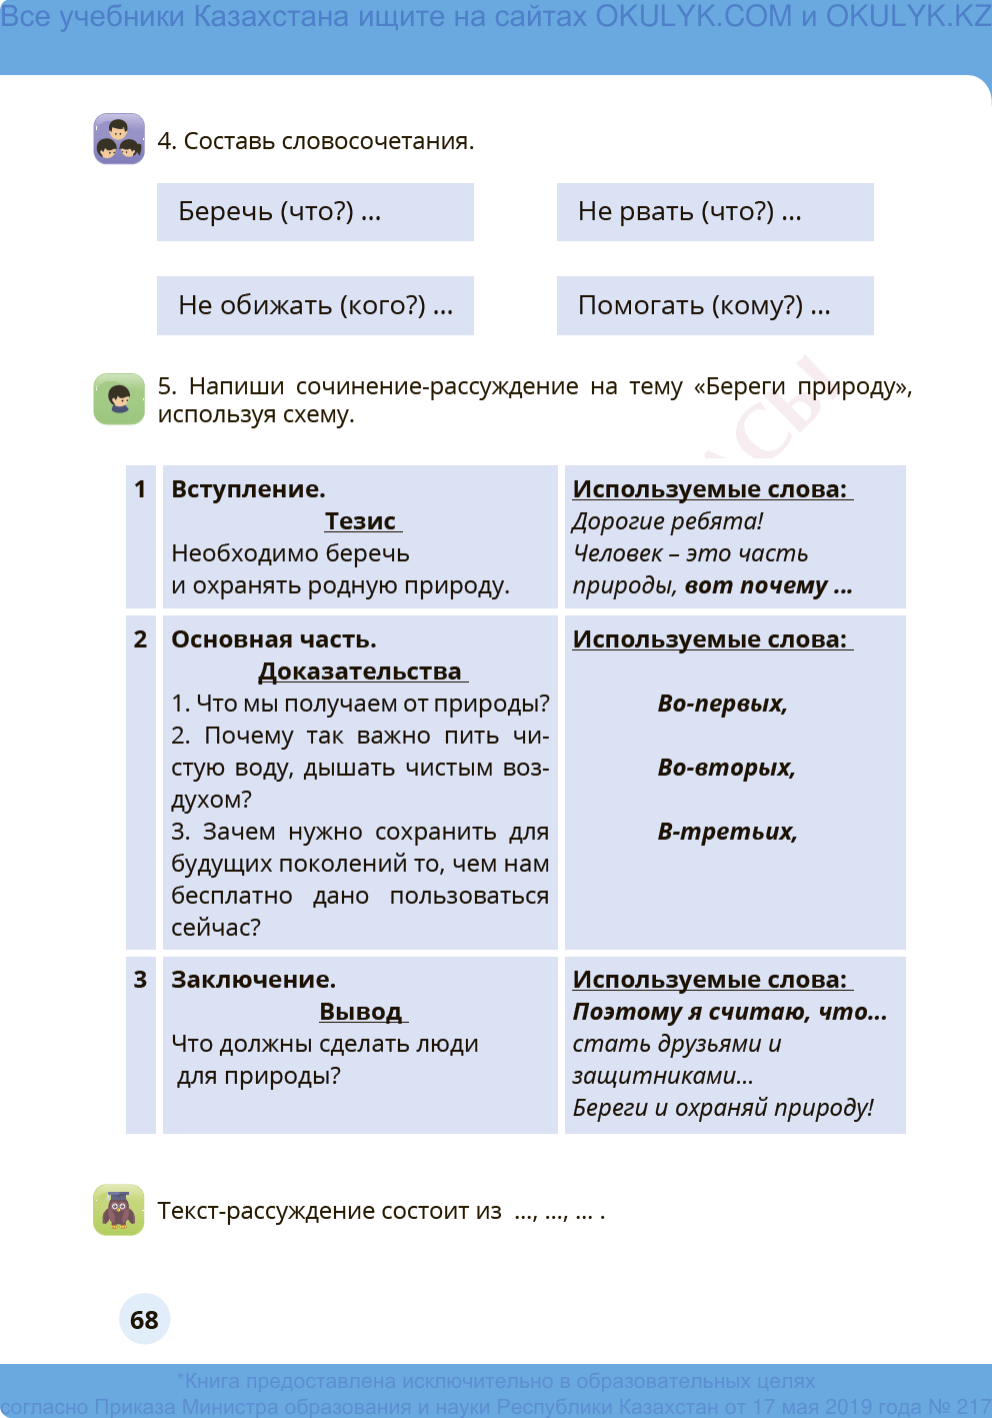 Все учебники Казахстана ищите на сайтах OKULYK.COM и OKULYK.KZ
4. Составь словосочетания.
Беречь (что?) ...
Не рвать (что?) ...
Не обижать (кого?) ...
Помогать (кому?) ...
5. Напиши сочинение-рассуждение на тему «Береги природу»,
используя схему.
1
Вступление.
Тезис
Необходимо беречь
и охранять родную природу.
Используемые слова:
Дорогие ребята!
Человек – это часть
природы, вот почему ...
2
Основная часть.
Доказательства
1. Что мы получаем от природы?
2. Почему так важно пить чи-
стую воду, дышать чистым воз-
духом?
3. Зачем нужно сохранить для
будущих поколений то, чем нам
бесплатно дано пользоваться
сейчас?
Используемые слова:
Во-первых,
Во-вторых,
В-третьих,
3
Заключение.
Вывод
Что должны сделать люди
для природы?
Используемые слова:
Поэтому я считаю, что...
стать друзьями и
защитниками...
Береги и охраняй природу!
Текст-рассуждение состоит из ..., ..., ... .
68
*Книга предоставлена исключительно в образовательных целях
согласно Приказа Министра образования и науки Республики Казахстан от 17 мая 2019 года № 217